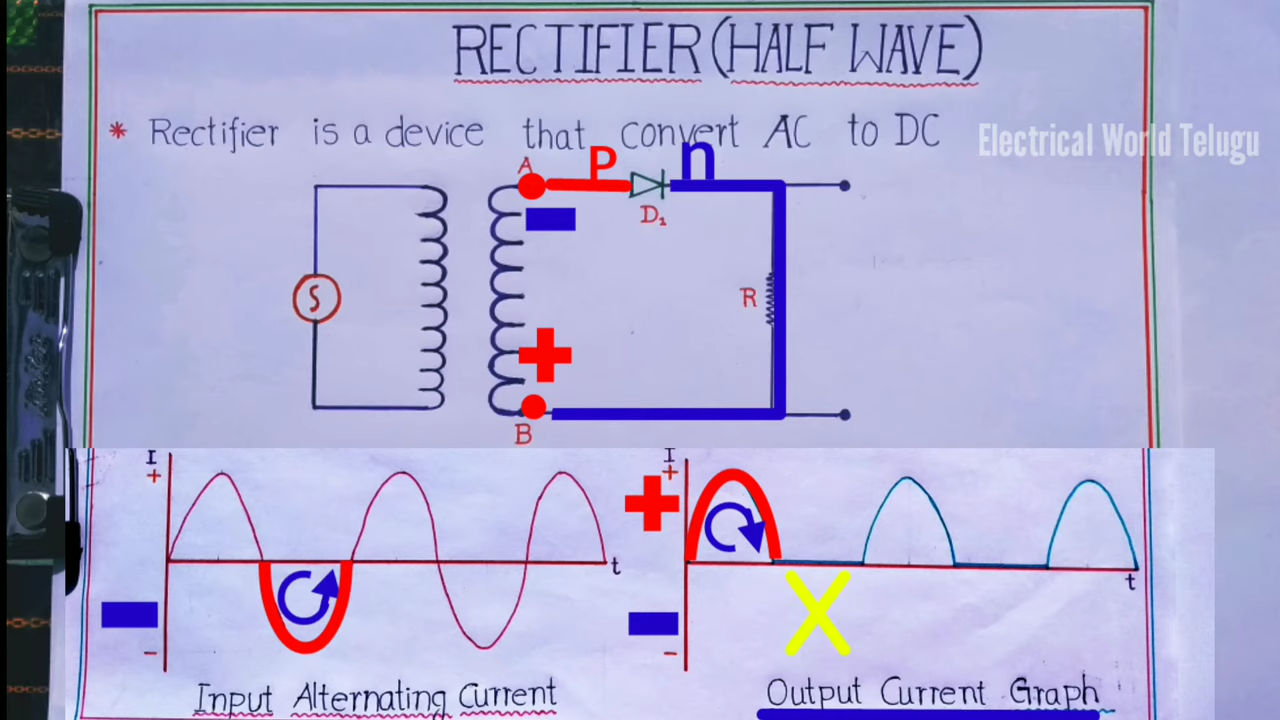 RECTIFIER (HALF WAVE)
* Rectifier is a device that convert AC to DC
Electrical World Telugu
A P n
D₁
S
R
B
I
+
t
-
Input Alternating Current
I
+
t
-
Output Current Graph